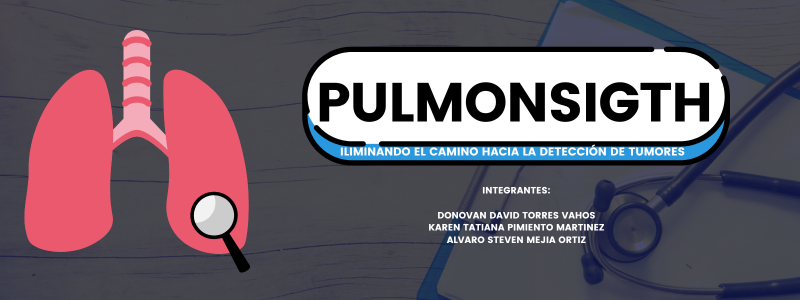 PULMONSIGTH
ILIMINANDO EL CAMINO HACIA LA DETECCIÓN DE TUMORES
INTEGRANTES:
DONOVAN DAVID TORRES VAHOS
KAREN TATIANA PIMIENTO MARTINEZ
ALVARO STEVEN MEJIA ORTIZ